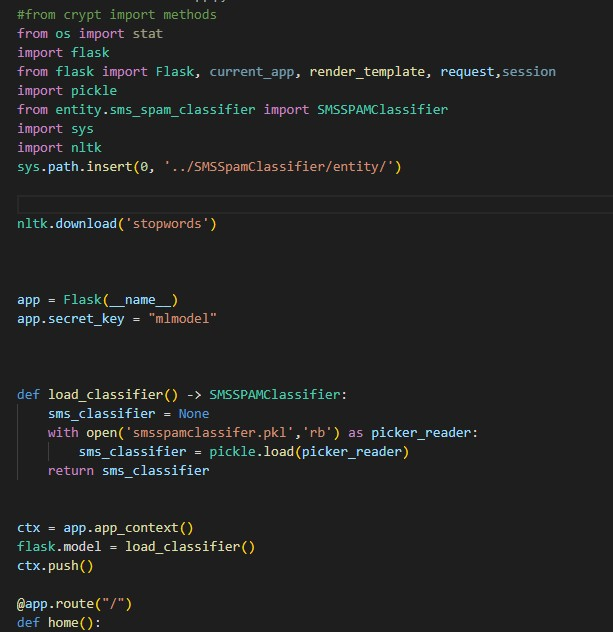 #from crypt import methods
from os import stat
import flask
from flask import Flask, current_app, render_template, request,session
import pickle
from entity.sms_spam_classifier import SMSSPAMClassifier
import sys
import nltk
sys.path.insert(0, '../SMSSpamClassifier/entity/')
nltk.download('stopwords')
app = Flask(__name__)
app.secret_key = "mlmodel"
def load_classifier() -> SMSSPAMClassifier:
    sms_classifier = None
    with open('smsspamclassifer.pkl','rb') as picker_reader:
        sms_classifier = pickle.load(picker_reader)
    return sms_classifier
ctx = app.app_context()
flask.model = load_classifier()
ctx.push()
@app.route("/")
def home():